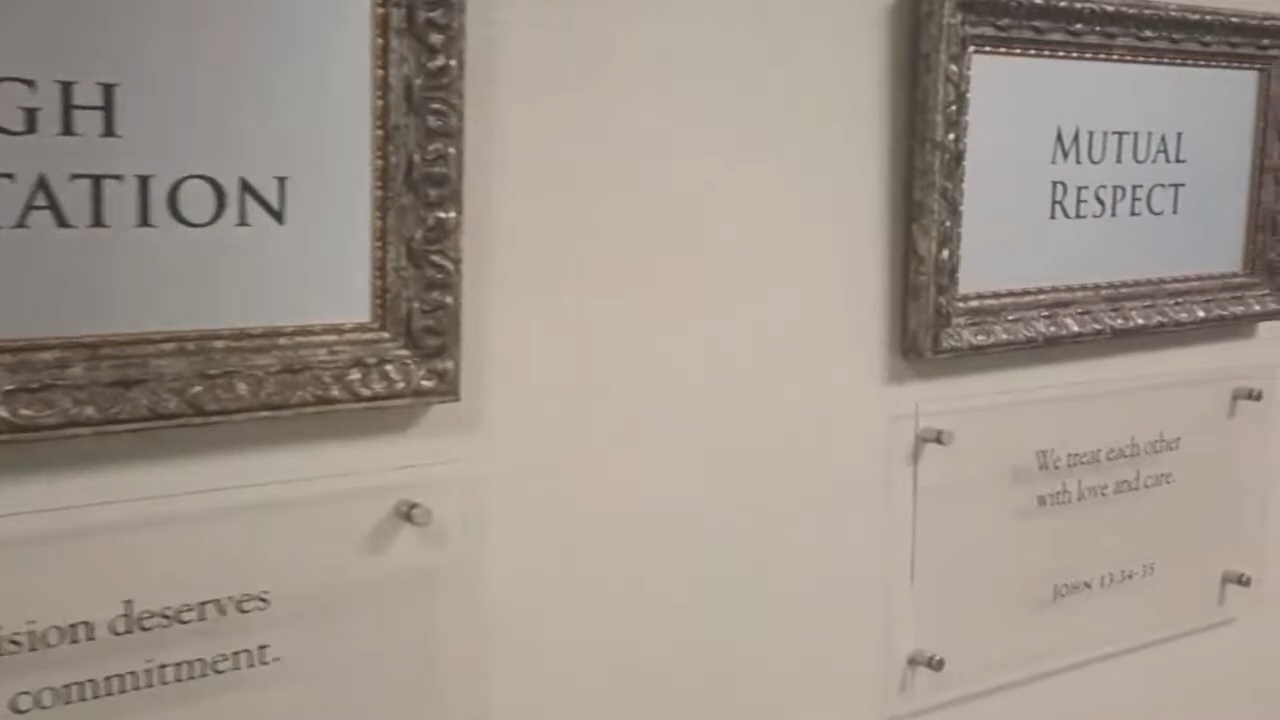 GH
TATION
ision deserves
commitment.
MUTUAL
RESPECT
We treat each other
with love and care.
JOHN 13:34-35